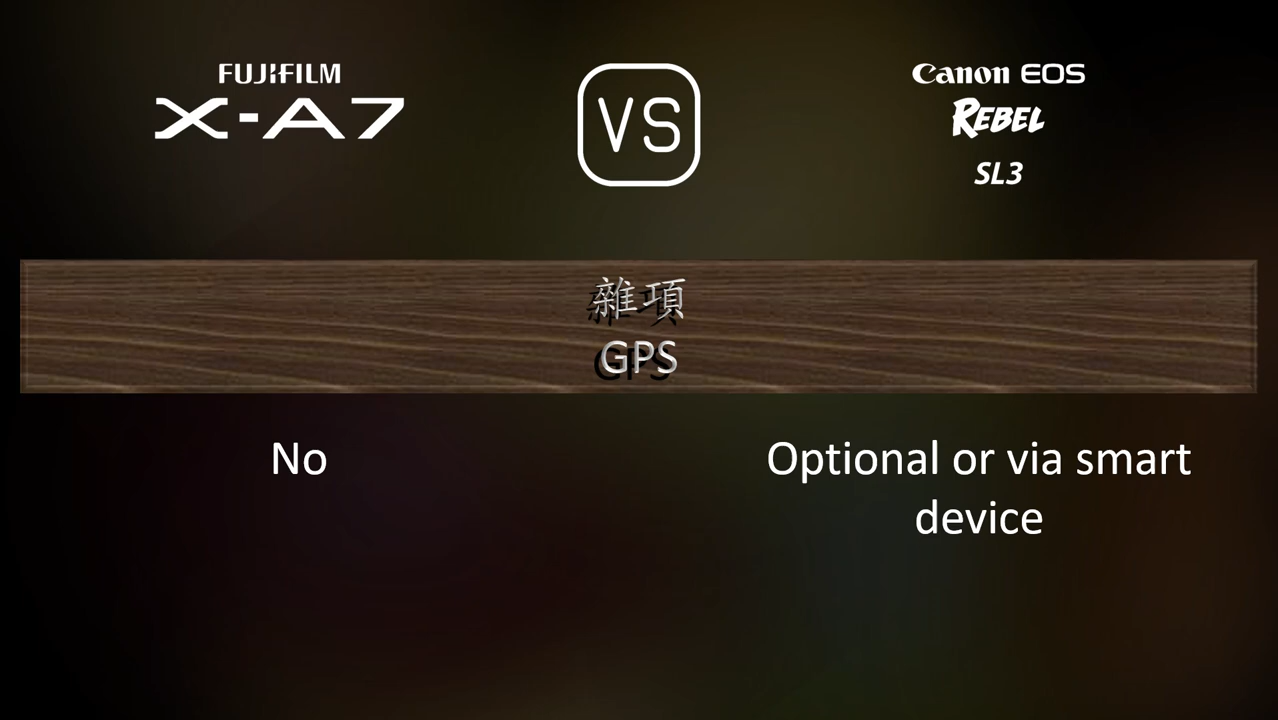 FUJIFILM
X-A7
VS
Canon EOS
REBEL
SL3
雜項
GPS
No
Optional or via smart
device